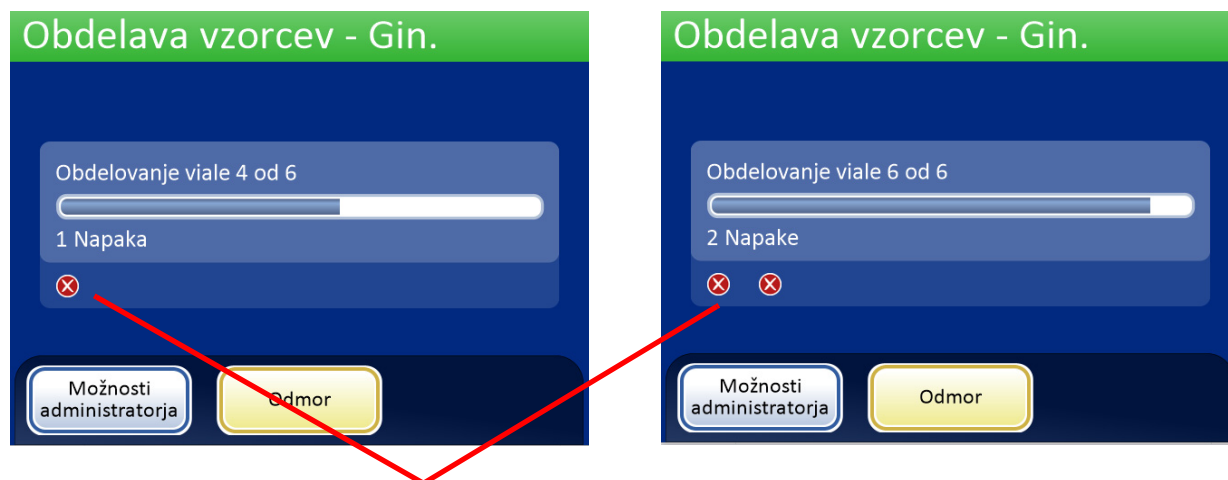 Obdelava vzorcev - Gin.
Obdelovanje viale 4 od 6
1 Napaka
Možnosti
administratorja
Odmor
Obdelava vzorcev - Gin.
Obdelovanje viale 6 od 6
2 Napake
Možnosti
administratorja
Odmor